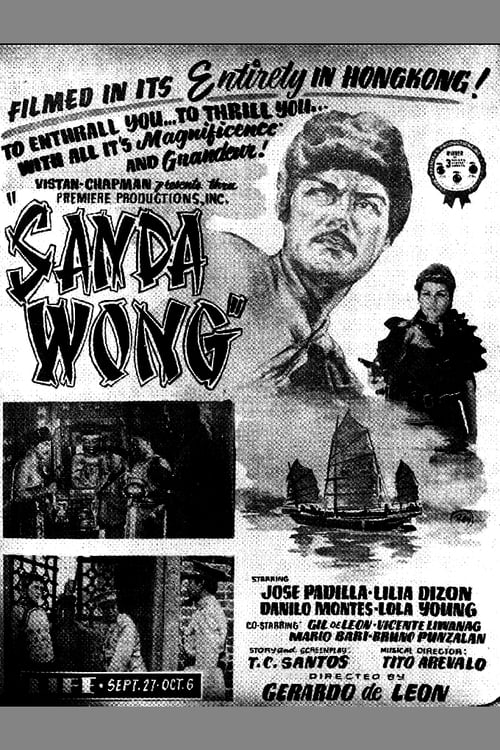 FILMED IN ITS Entirety IN HONGKONG!
TO ENTHRALL YOU... TO THRILL YOU...
WITH ALL IT'S Magnificence
AND Grandeur!
VISTAN-CHAPMAN presents thru
PREMIERE PRODUCTIONS, INC.
"SANDA
WONG"
STARRING
JOSE PADILLA • LILIA DIZON
DANILO MONTES • LOLA YOUNG
CO-STARRING GIL DE LEON • VICENTE LIWANAG
MARIO BARI • BRUNO PUNZALAN
STORY and SCREENPLAY:
T.C. SANTOS
MUSICAL DIRECTOR:
TITO AREVALO
DIRECTED BY
GERARDO de LEON
SEPT. 27 - OCT. 6